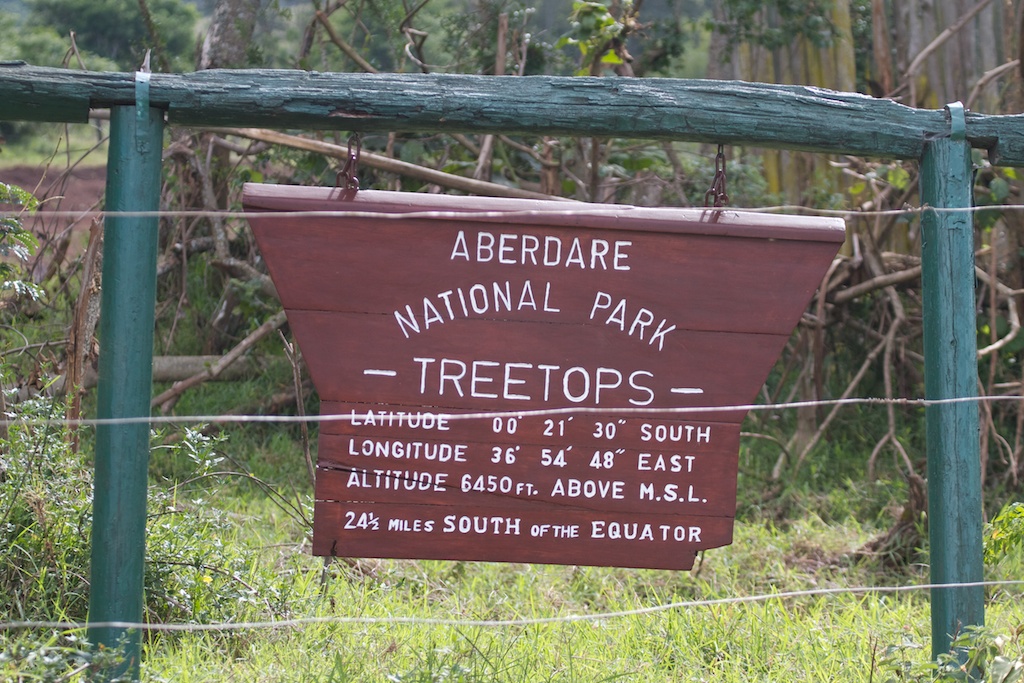 ABERDARE
NATIONAL PARK
- TREETOPS -
LATITUDE 00° 21′ 30″ SOUTH
LONGITUDE 36° 54′ 48″ EAST
ALTITUDE 6450 FT. ABOVE M.S.L.
24½ MILES SOUTH OF THE EQUATOR